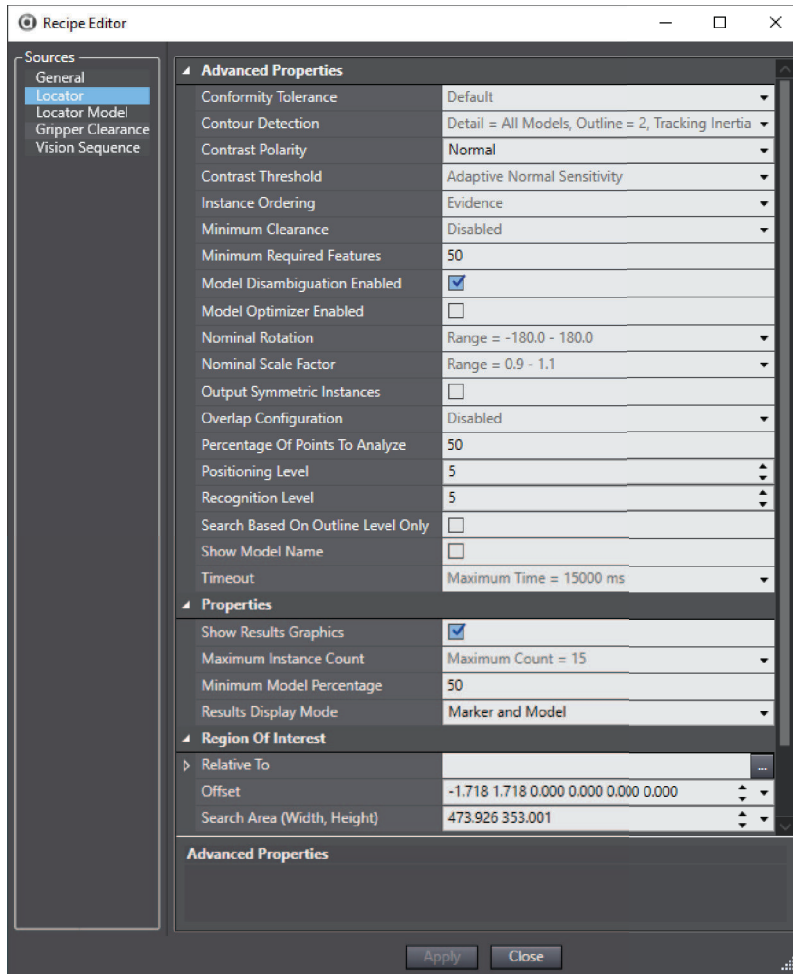 Recipe Editor
Sources
General
Locator
Locator Model
Gripper Clearance
Vision Sequence
Advanced Properties
Conformity Tolerance Default
Contour Detection Detail = All Models, Outline = 2, Tracking Inertia
Contrast Polarity Normal
Contrast Threshold Adaptive Normal Sensitivity
Instance Ordering Evidence
Minimum Clearance Disabled
Minimum Required Features 50
Model Disambiguation Enabled
Model Optimizer Enabled
Nominal Rotation Range = -180.0 - 180.0
Nominal Scale Factor Range = 0.9 - 1.1
Output Symmetric Instances
Overlap Configuration Disabled
Percentage Of Points To Analyze 50
Positioning Level 5
Recognition Level 5
Search Based On Outline Level Only
Show Model Name
Timeout Maximum Time = 15000 ms
Properties
Show Results Graphics
Maximum Instance Count Maximum Count = 15
Minimum Model Percentage 50
Results Display Mode Marker and Model
Region Of Interest
Relative To ...
Offset -1.718 1.718 0.000 0.000 0.000 0.000
Search Area (Width, Height) 473.926 353.001
Advanced Properties
Apply Close